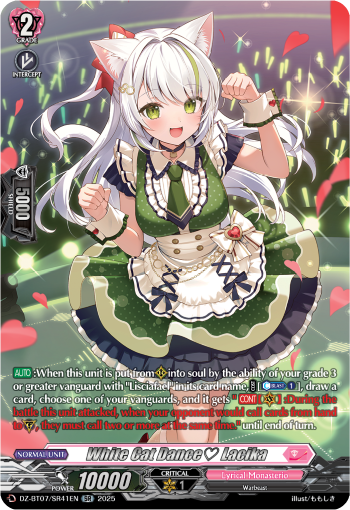 2
GRADE
INTERCEPT
5000
SHIELD
AUTO:When this unit is put from into soul by the ability of your grade 3
or greater vanguard with "Liscïafael" in its card name, [BLAST 1], draw a
card, choose one of your vanguards, and it gets "CONT :During the
battle this unit attacked, when your opponent would call cards from hand
to , they must call two or more at the same time." until end of turn.
NORMAL UNIT
White Cat Dance♡ Laeika
Lyrical Monasterio
Warbeast
POWER 10000
CRITICAL
1
DZ-BT07/SR41EN SR 2025
illust/ももしき